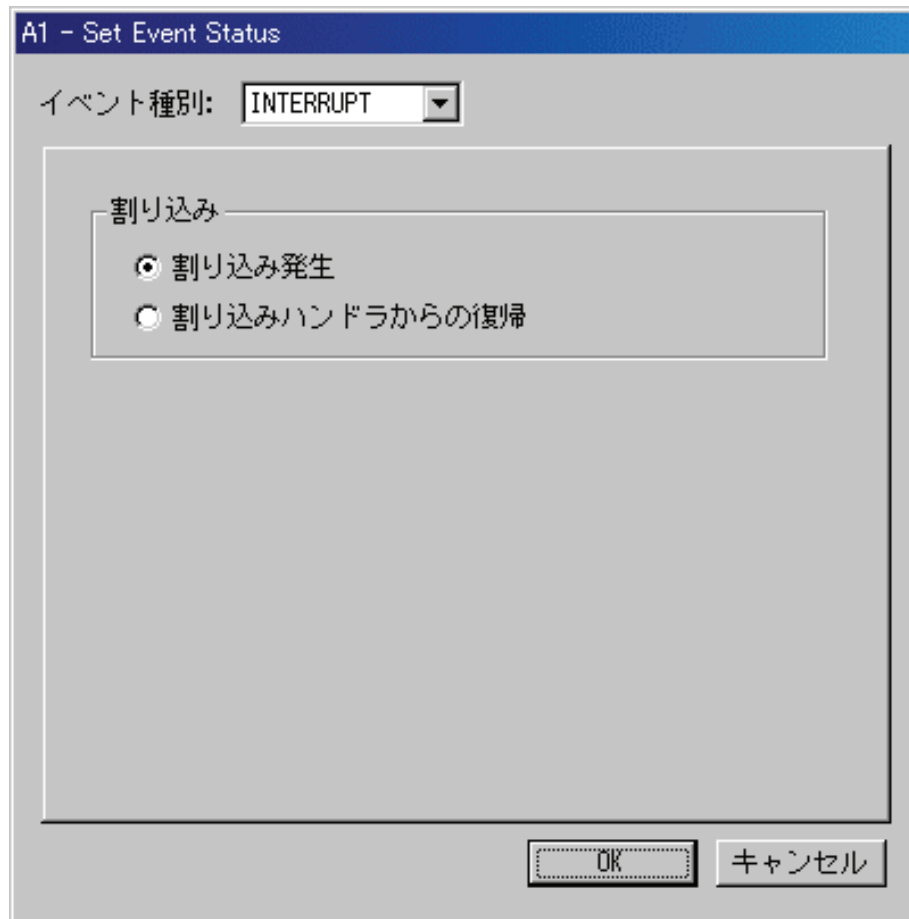 A1 - Set Event Status
イベント種別: INTERRUPT
割り込み
割り込み発生
割り込みハンドラからの復帰
OK キャンセル